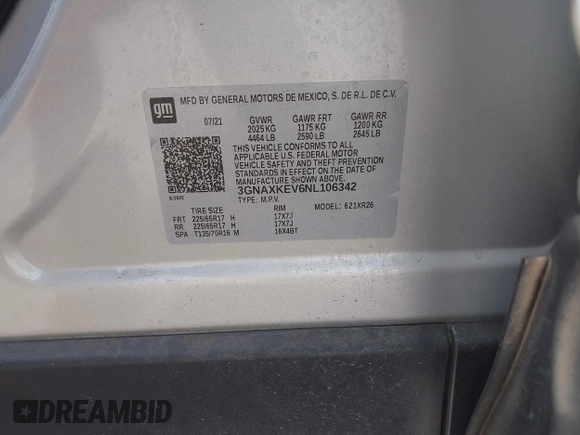 gm
MFD BY GENERAL MOTORS DE MEXICO, S. DE R.L. DE C.V.
07/21 GVWR GAWR FRT GAWR RR
2025 KG 1175 KG 1200 KG
4464 LB 2590 LB 2645 LB
THIS VEHICLE CONFORMS TO ALL
APPLICABLE U.S. FEDERAL MOTOR
VEHICLE SAFETY AND THEFT PREVENTION
STANDARDS IN EFFECT ON THE DATE OF
MANUFACTURE SHOWN ABOVE.
3GNAXKEV6NL106342
TYPE: M.P.V. MODEL: 621XR26
TIRE SIZE RIM
FRT 225/65R17 H 17X7J
RR 225/65R17 H 17X7J
SPA T135/70R16 M 16X4BT
DREAMBID